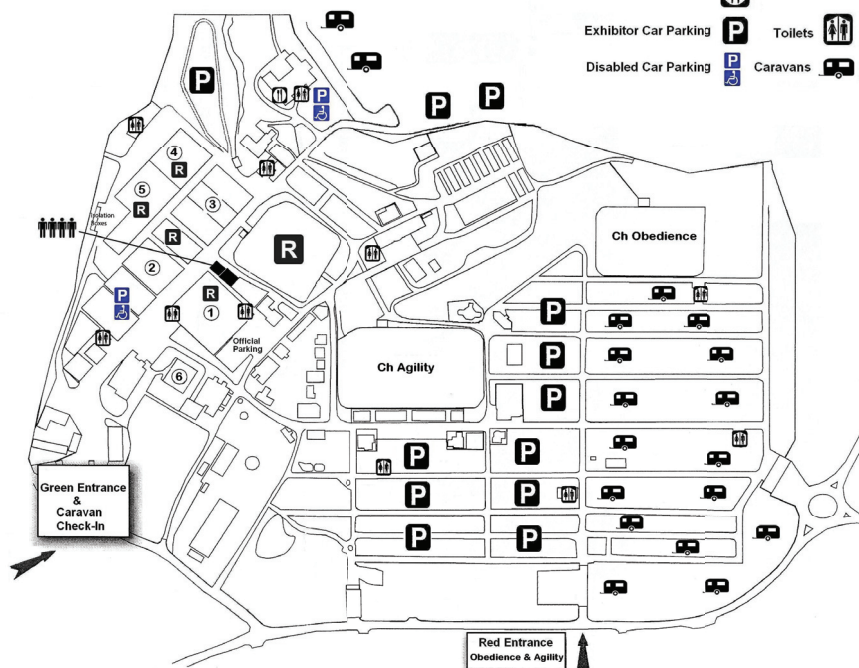 Exhibitor Car Parking P Toilets
Disabled Car Parking P Caravans
P
P
P P
4
R
5
R
3
Isolation
Boxes
R
R
2
P
R
1
Official
Parking
6
Ch Obedience
Ch Agility
P
P
P
P P
P P
P P
Green Entrance
&
Caravan
Check-In
Red Entrance
Obedience & Agility